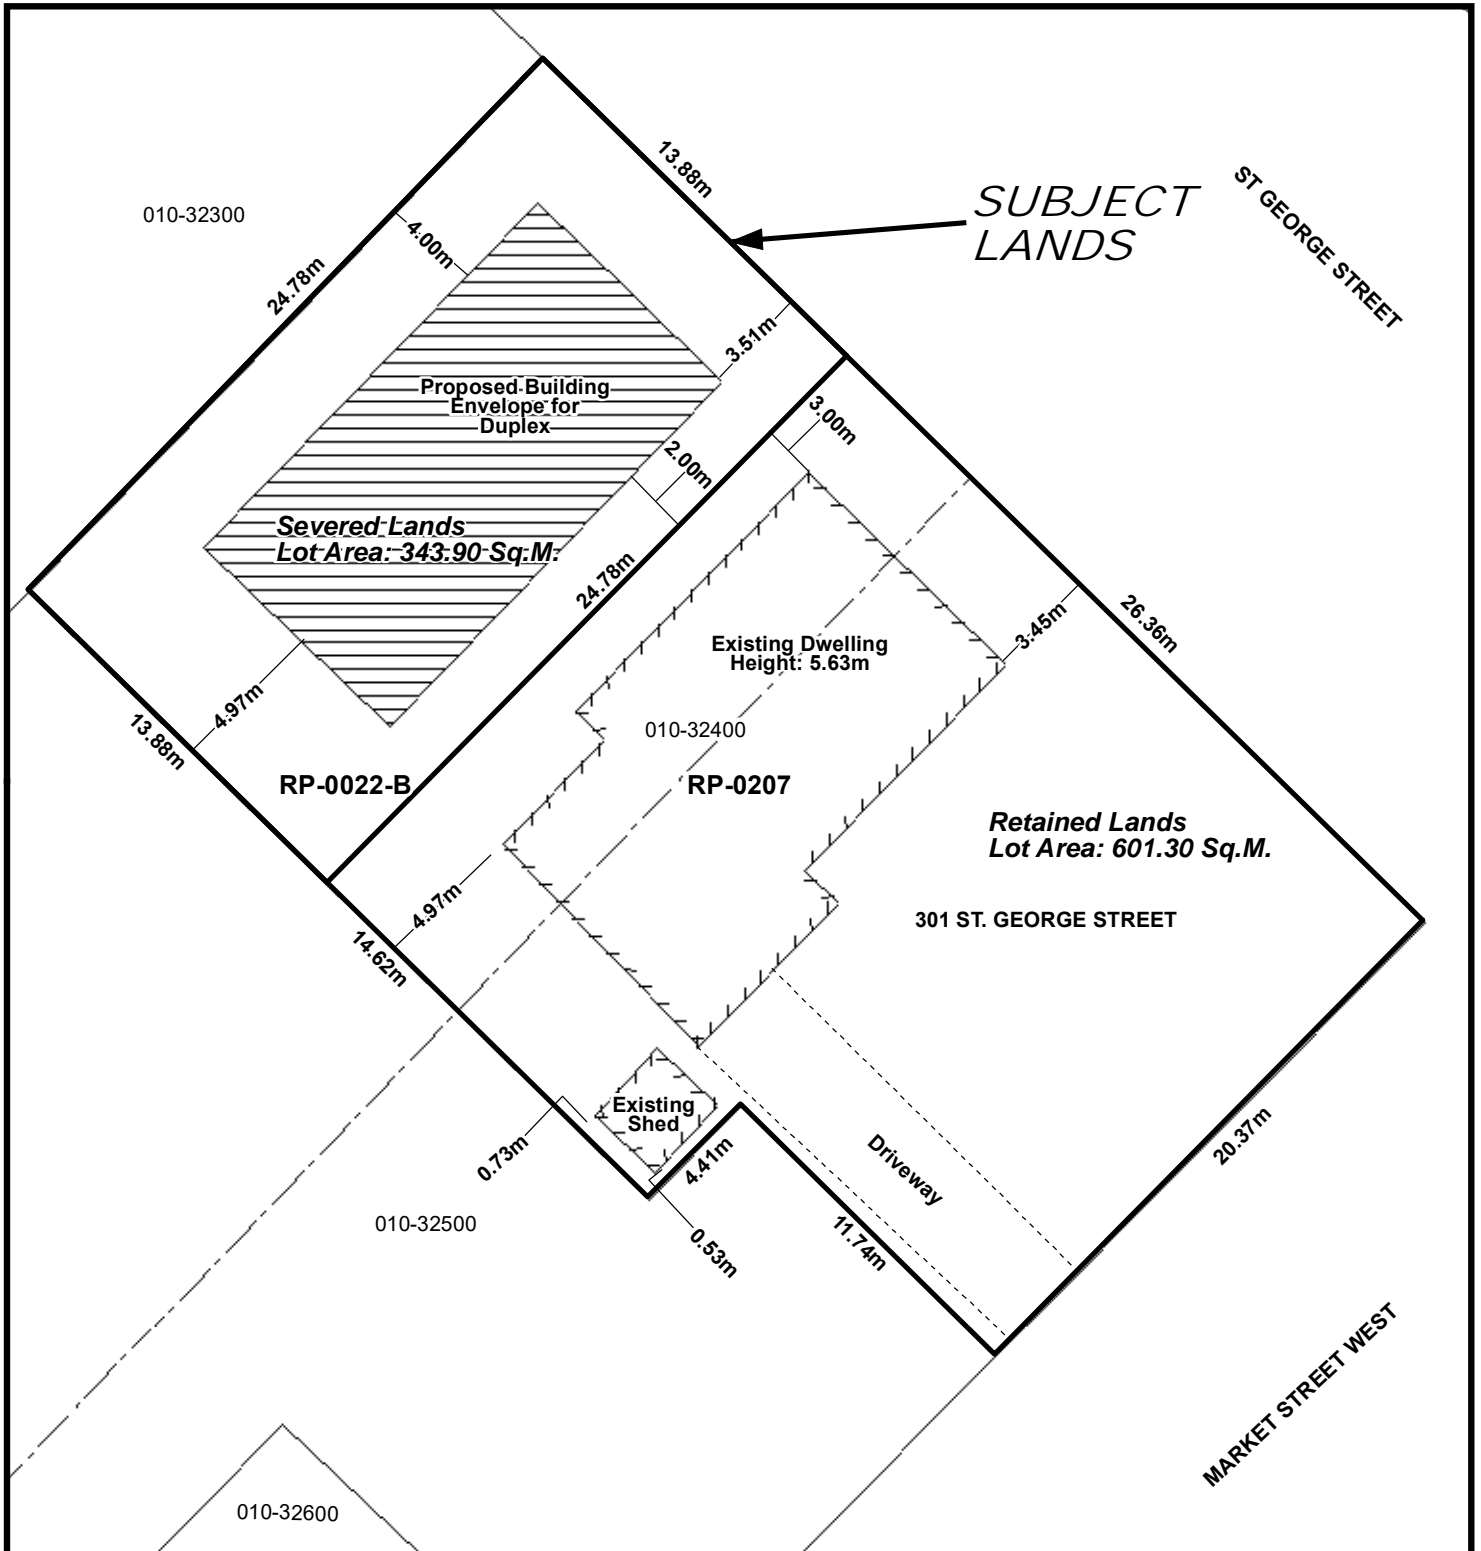 13.88m
SUBJECT
LANDS
ST GEORGE STREET
010-32300
4.00m
24.78m
3.51m
Proposed Building
Envelope for
Duplex
3.00m
2.00m
Severed Lands
Lot Area: 343.90 Sq.M.
24.78m
3.45m
26.36m
Existing Dwelling
Height: 5.63m
4.97m
13.88m
010-32400
RP-0022-B
RP-0207
Retained Lands
Lot Area: 601.30 Sq.M.
4.97m
301 ST. GEORGE STREET
14.62m
Existing
Shed
0.73m
4.41m
Driveway
20.37m
010-32500
0.53m
11.74m
MARKET STREET WEST
010-32600